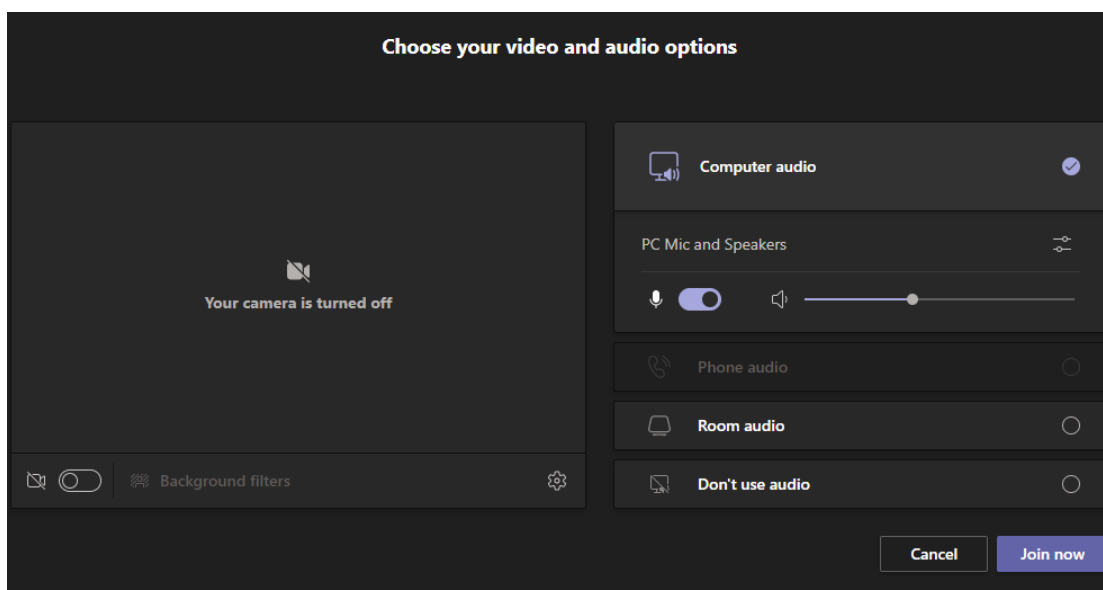 Choose your video and audio options
Your camera is turned off
Background filters
Computer audio
PC Mic and Speakers
Phone audio
Room audio
Don't use audio
Cancel
Join now